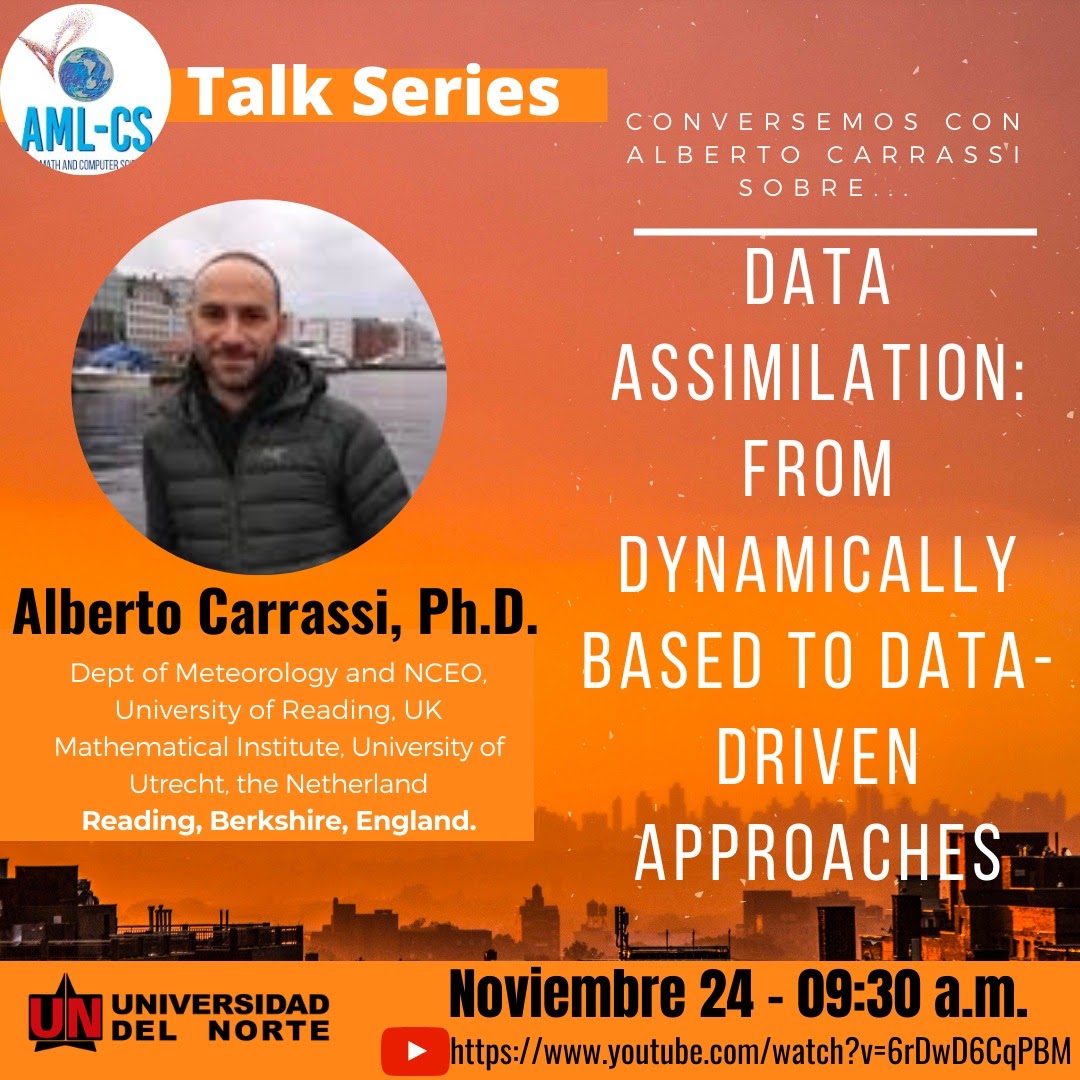 Talk Series
AML-CS
MATH AND COMPUTER
CONVERSEMOS CON
ALBERTO CARRASSI
SOBRE...
DATA
ASSIMILATION:
FROM
DYNAMICALLY
BASED TO DATA-
DRIVEN
APPROACHES
Alberto Carrassi, Ph.D.
Dept of Meteorology and NCEO,
University of Reading, UK
Mathematical Institute, University of
Utrecht, the Netherland
Reading, Berkshire, England.
UN UNIVERSIDAD
DEL NORTE
Noviembre 24 - 09:30 a.m.
https://www.youtube.com/watch?v=6rDwD6CqPBM